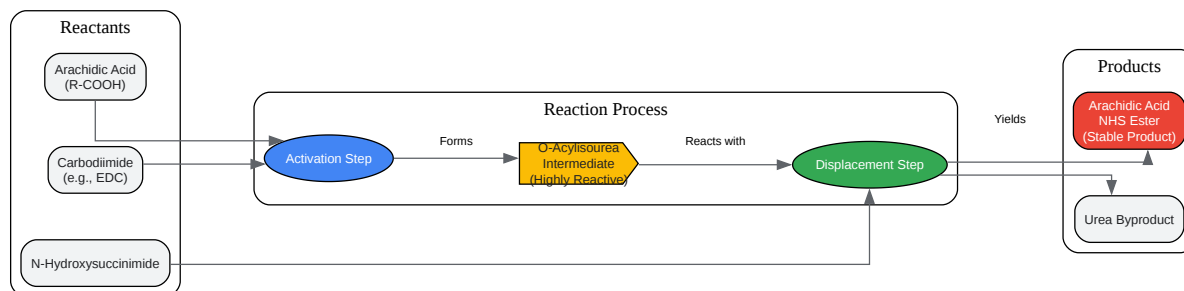 Reactants
Arachidic Acid
(R-COOH)
Carbodiimide
(e.g., EDC)
N-Hydroxysuccinimide
Reaction Process
Activation Step
Forms
O-Acylisourea
Intermediate
(Highly Reactive)
Reacts with
Displacement Step
Yields
Products
Arachidic Acid
NHS Ester
(Stable Product)
Urea Byproduct